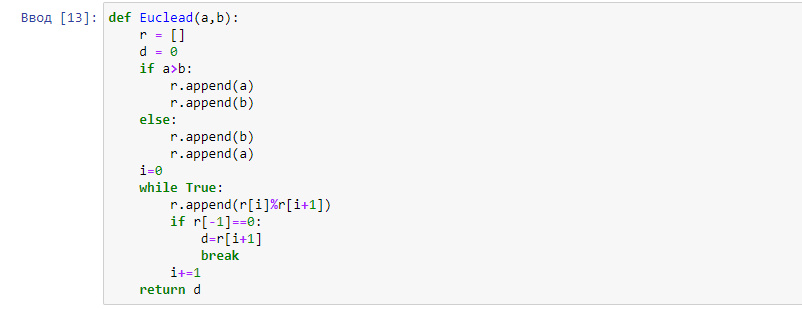 Ввод [13]: def Euclead(a,b):
    r = []
    d = 0
    if a>b:
        r.append(a)
        r.append(b)
    else:
        r.append(b)
        r.append(a)
    i=0
    while True:
        r.append(r[i]%r[i+1])
        if r[-1]==0:
            d=r[i+1]
            break
        i+=1
    return d